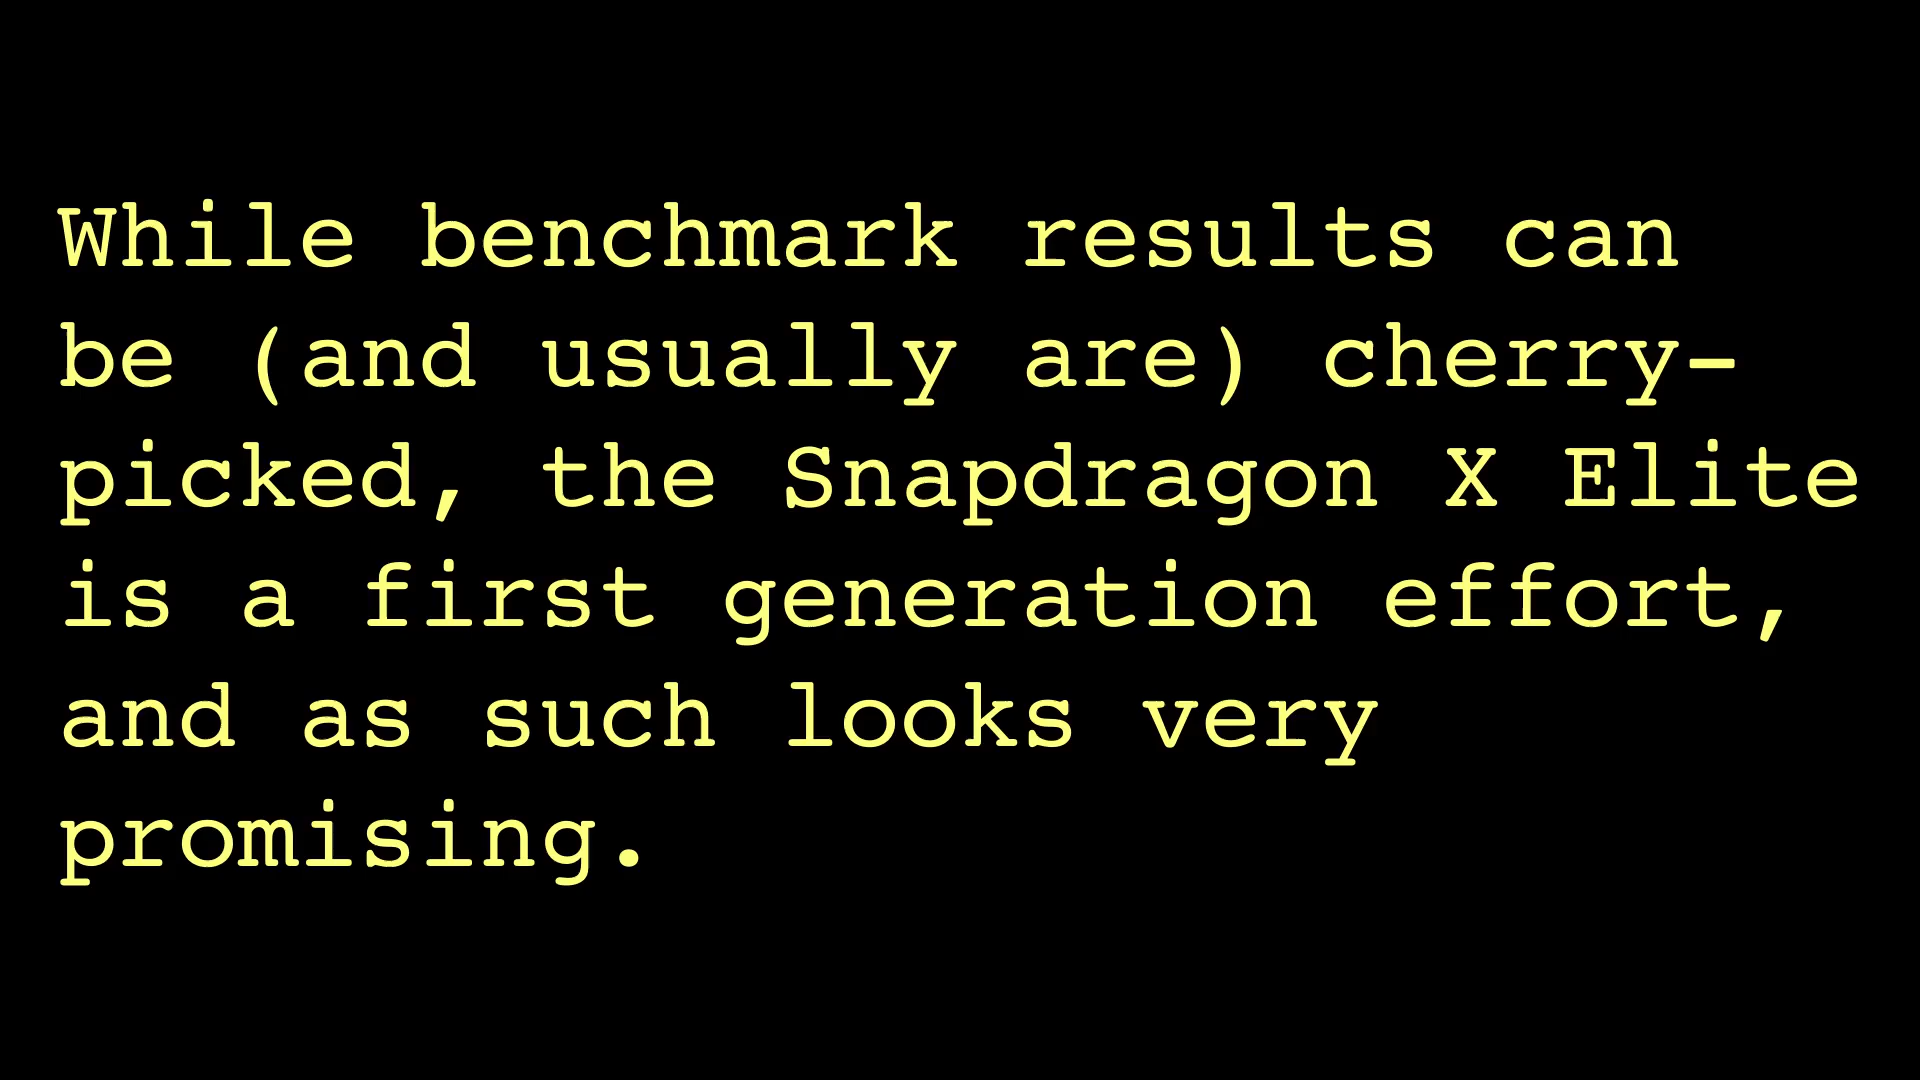 While benchmark results can
be (and usually are) cherry-
picked, the Snapdragon X Elite
is a first generation effort,
and as such looks very
promising.